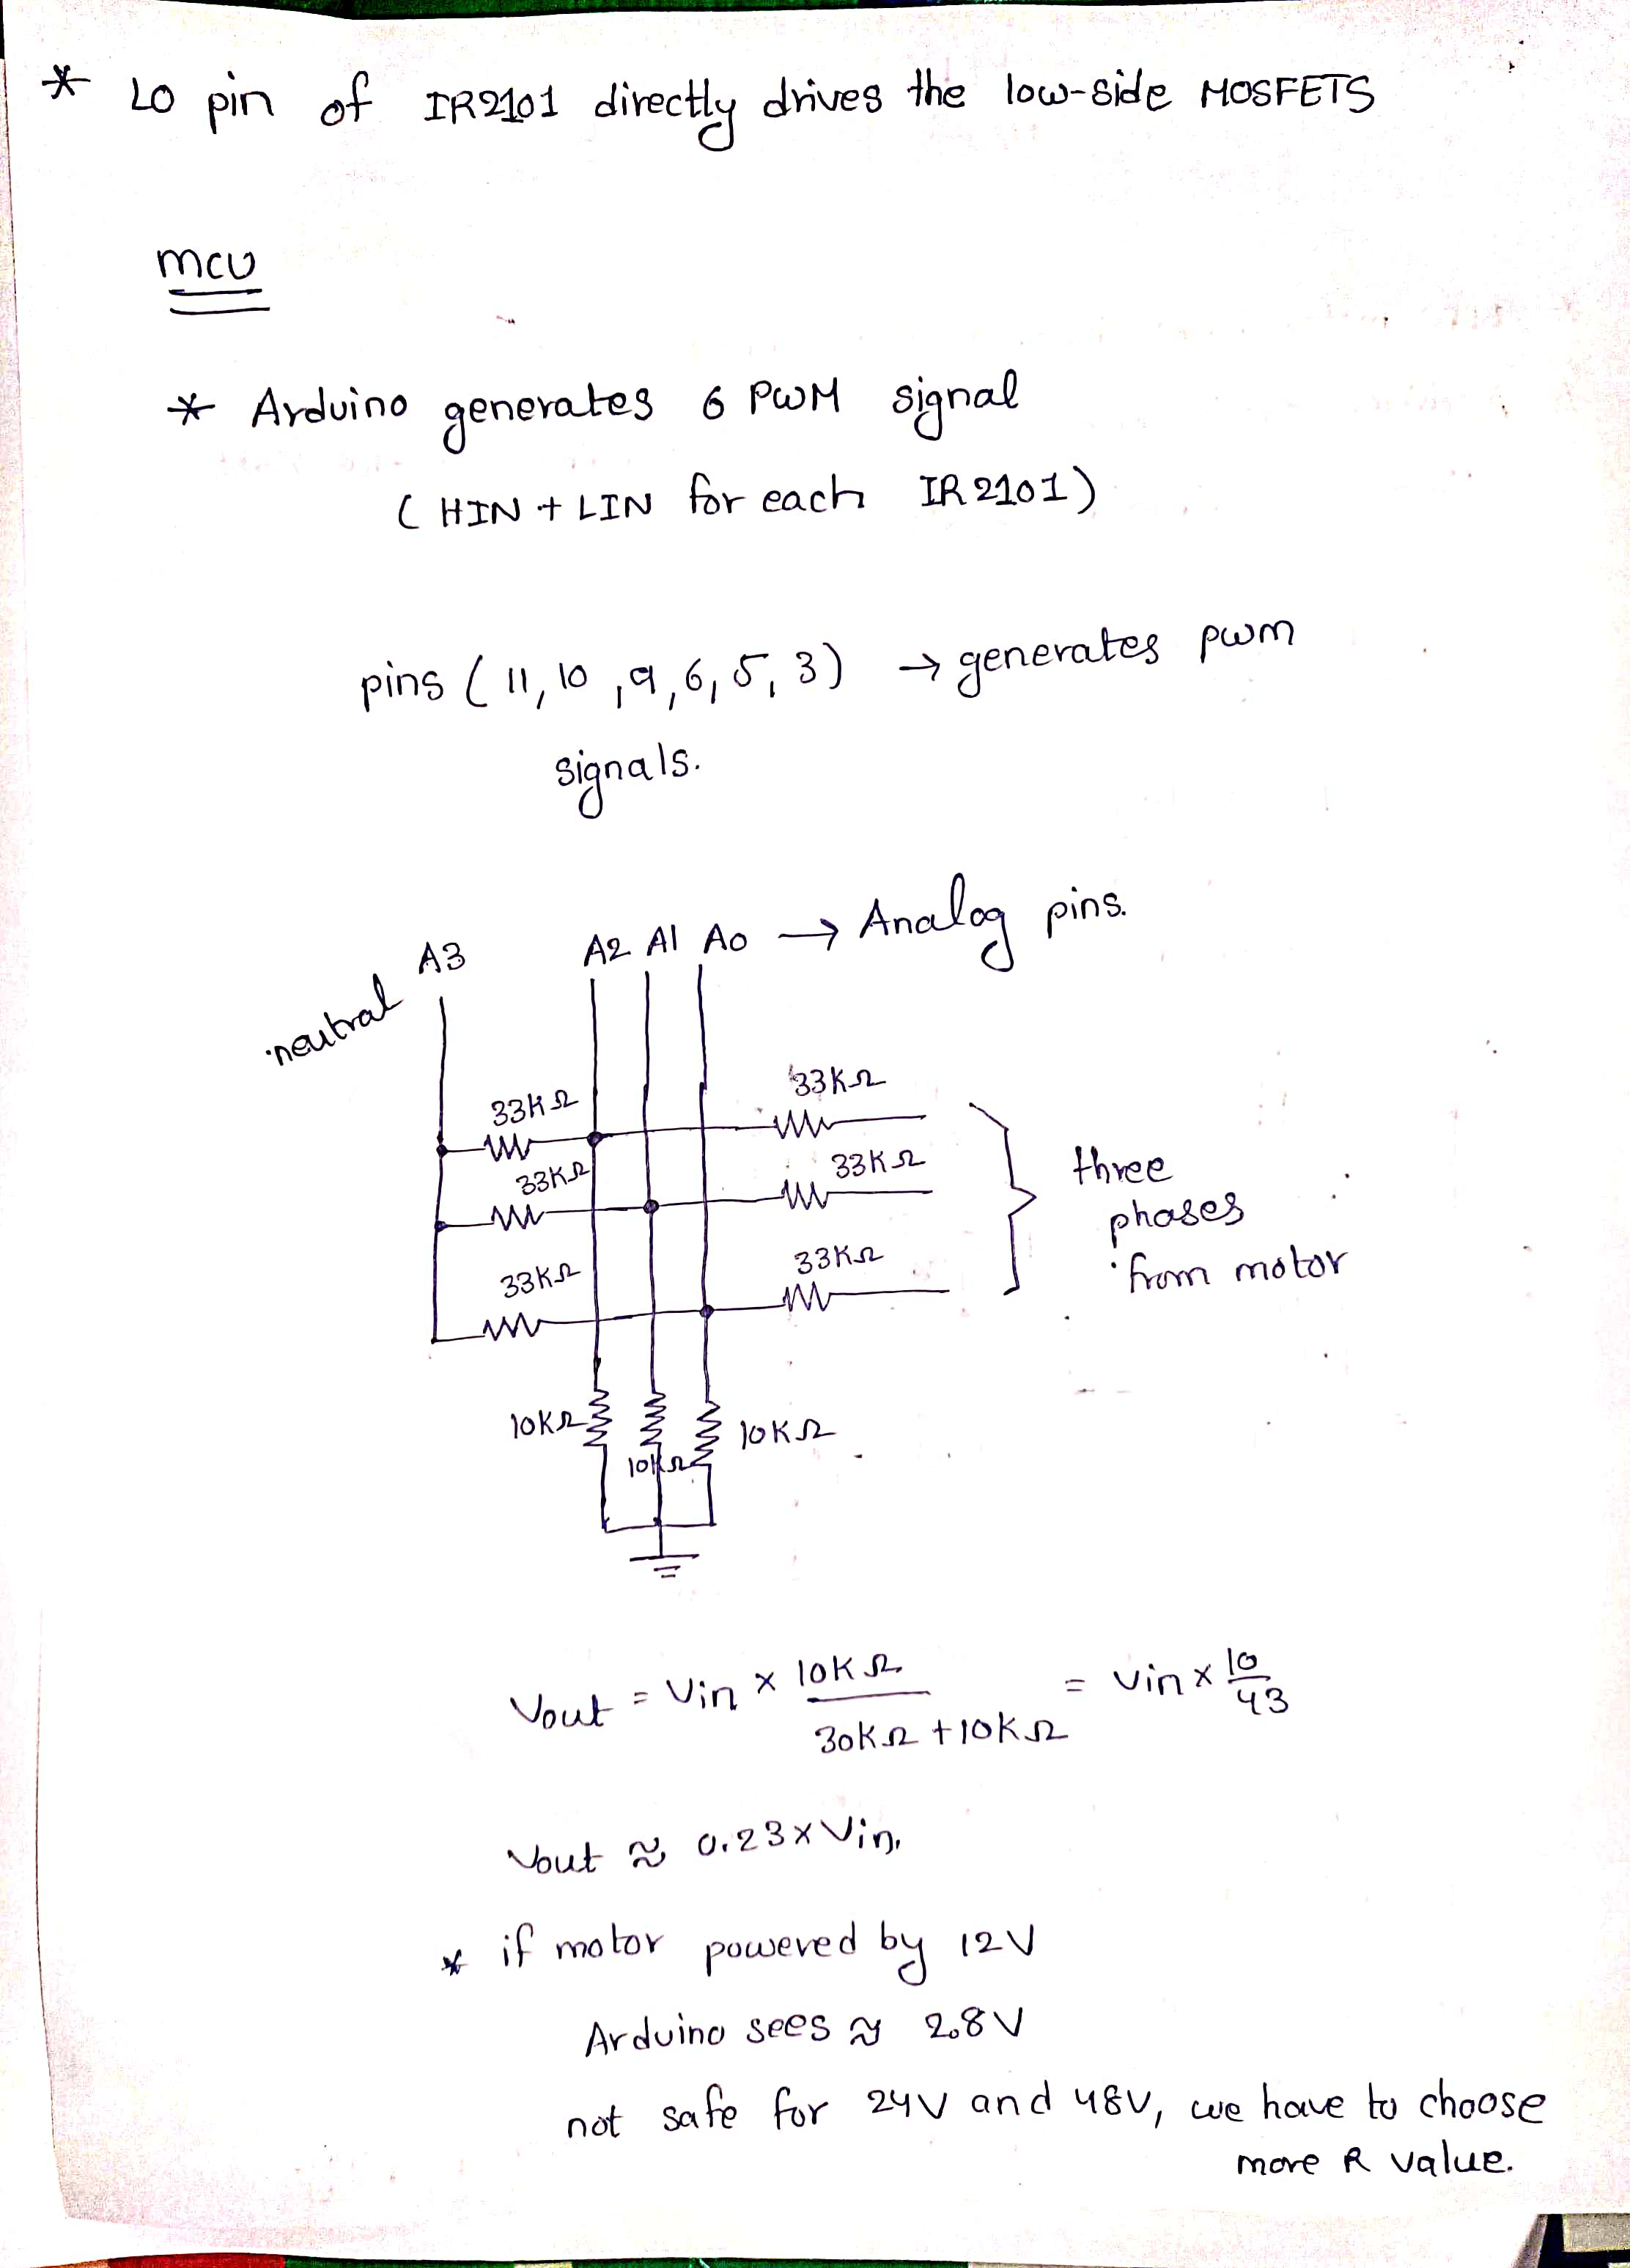 * LO pin of IR2101 directly drives the low-side MOSFETS
MCU
* Arduino generates 6 PWM signal
( HIN + LIN for each IR2101)
pins ( 11, 10 , 9, 6, 5, 3) → generates pwm
signals.
neutral A3 A2 A1 A0 → Analog pins.
33KΩ 33KΩ
33KΩ 33KΩ
33KΩ 33KΩ
three
phases
from motor
10KΩ 10KΩ 10KΩ
Vout = Vin x 10KΩ / 30KΩ + 10KΩ = Vin x 10/43
Vout ≈ 0.23 x Vin.
* if motor powered by 12V
Arduino sees ≈ 2.8V
not safe for 24V and 48V, we have to choose
more R value.